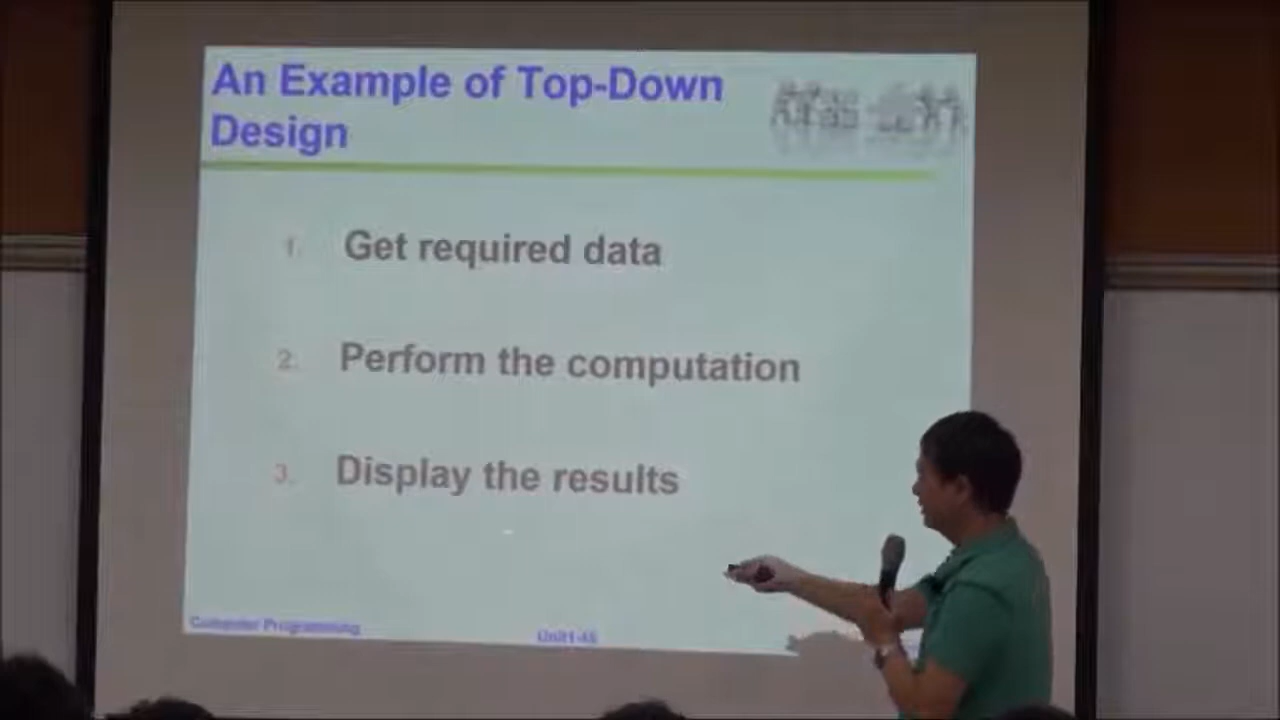 An Example of Top-Down
Design
1. Get required data
2. Perform the computation
3. Display the results
Computer Programming